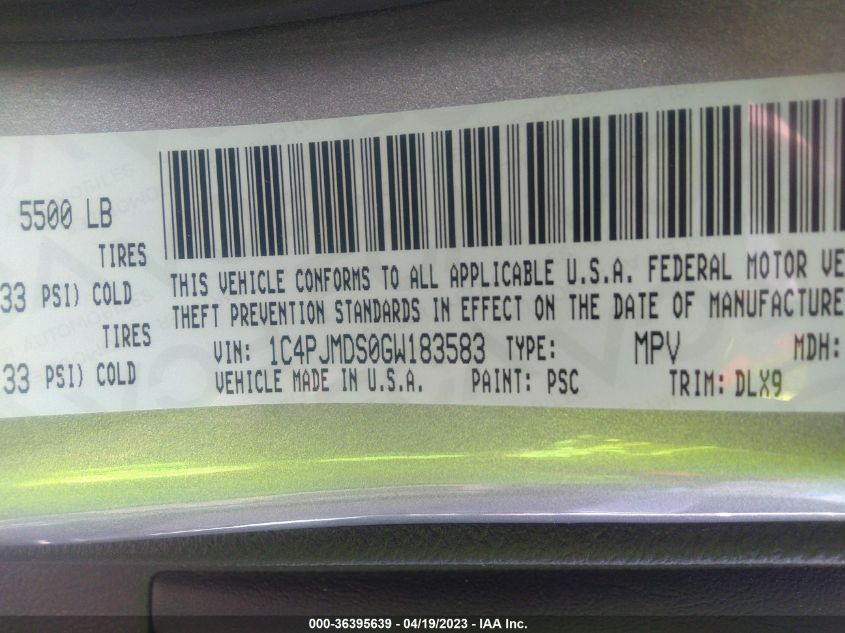 5500 LB
TIRES
33 PSI) COLD
TIRES
33 PSI) COLD
THIS VEHICLE CONFORMS TO ALL APPLICABLE U.S.A. FEDERAL MOTOR VE
THEFT PREVENTION STANDARDS IN EFFECT ON THE DATE OF MANUFACTURE
VIN: 1C4PJMDS0GW183583 TYPE: MPV MDH:
VEHICLE MADE IN U.S.A. PAINT: PSC TRIM: DLX9
000-36395639 - 04/19/2023 - IAA Inc.